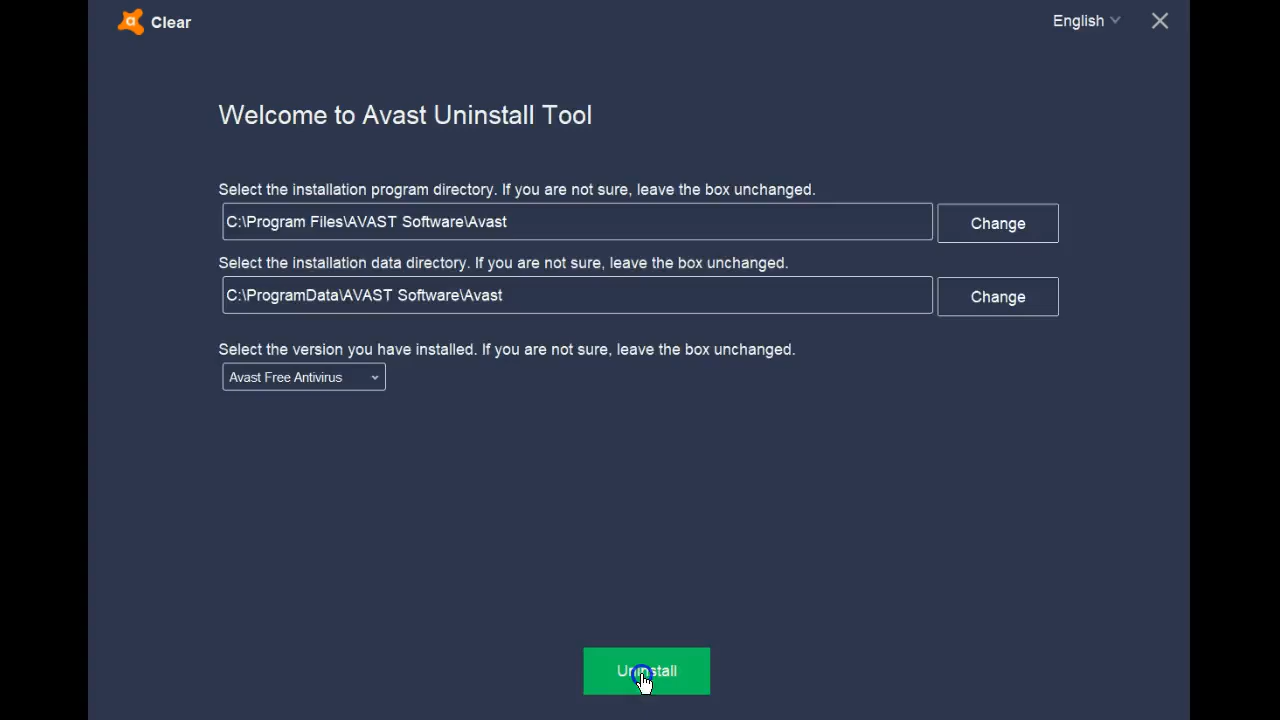 Clear
English
Welcome to Avast Uninstall Tool
Select the installation program directory. If you are not sure, leave the box unchanged.
C:\Program Files\AVAST Software\Avast
Change
Select the installation data directory. If you are not sure, leave the box unchanged.
C:\ProgramData\AVAST Software\Avast
Change
Select the version you have installed. If you are not sure, leave the box unchanged.
Avast Free Antivirus
Uninstall